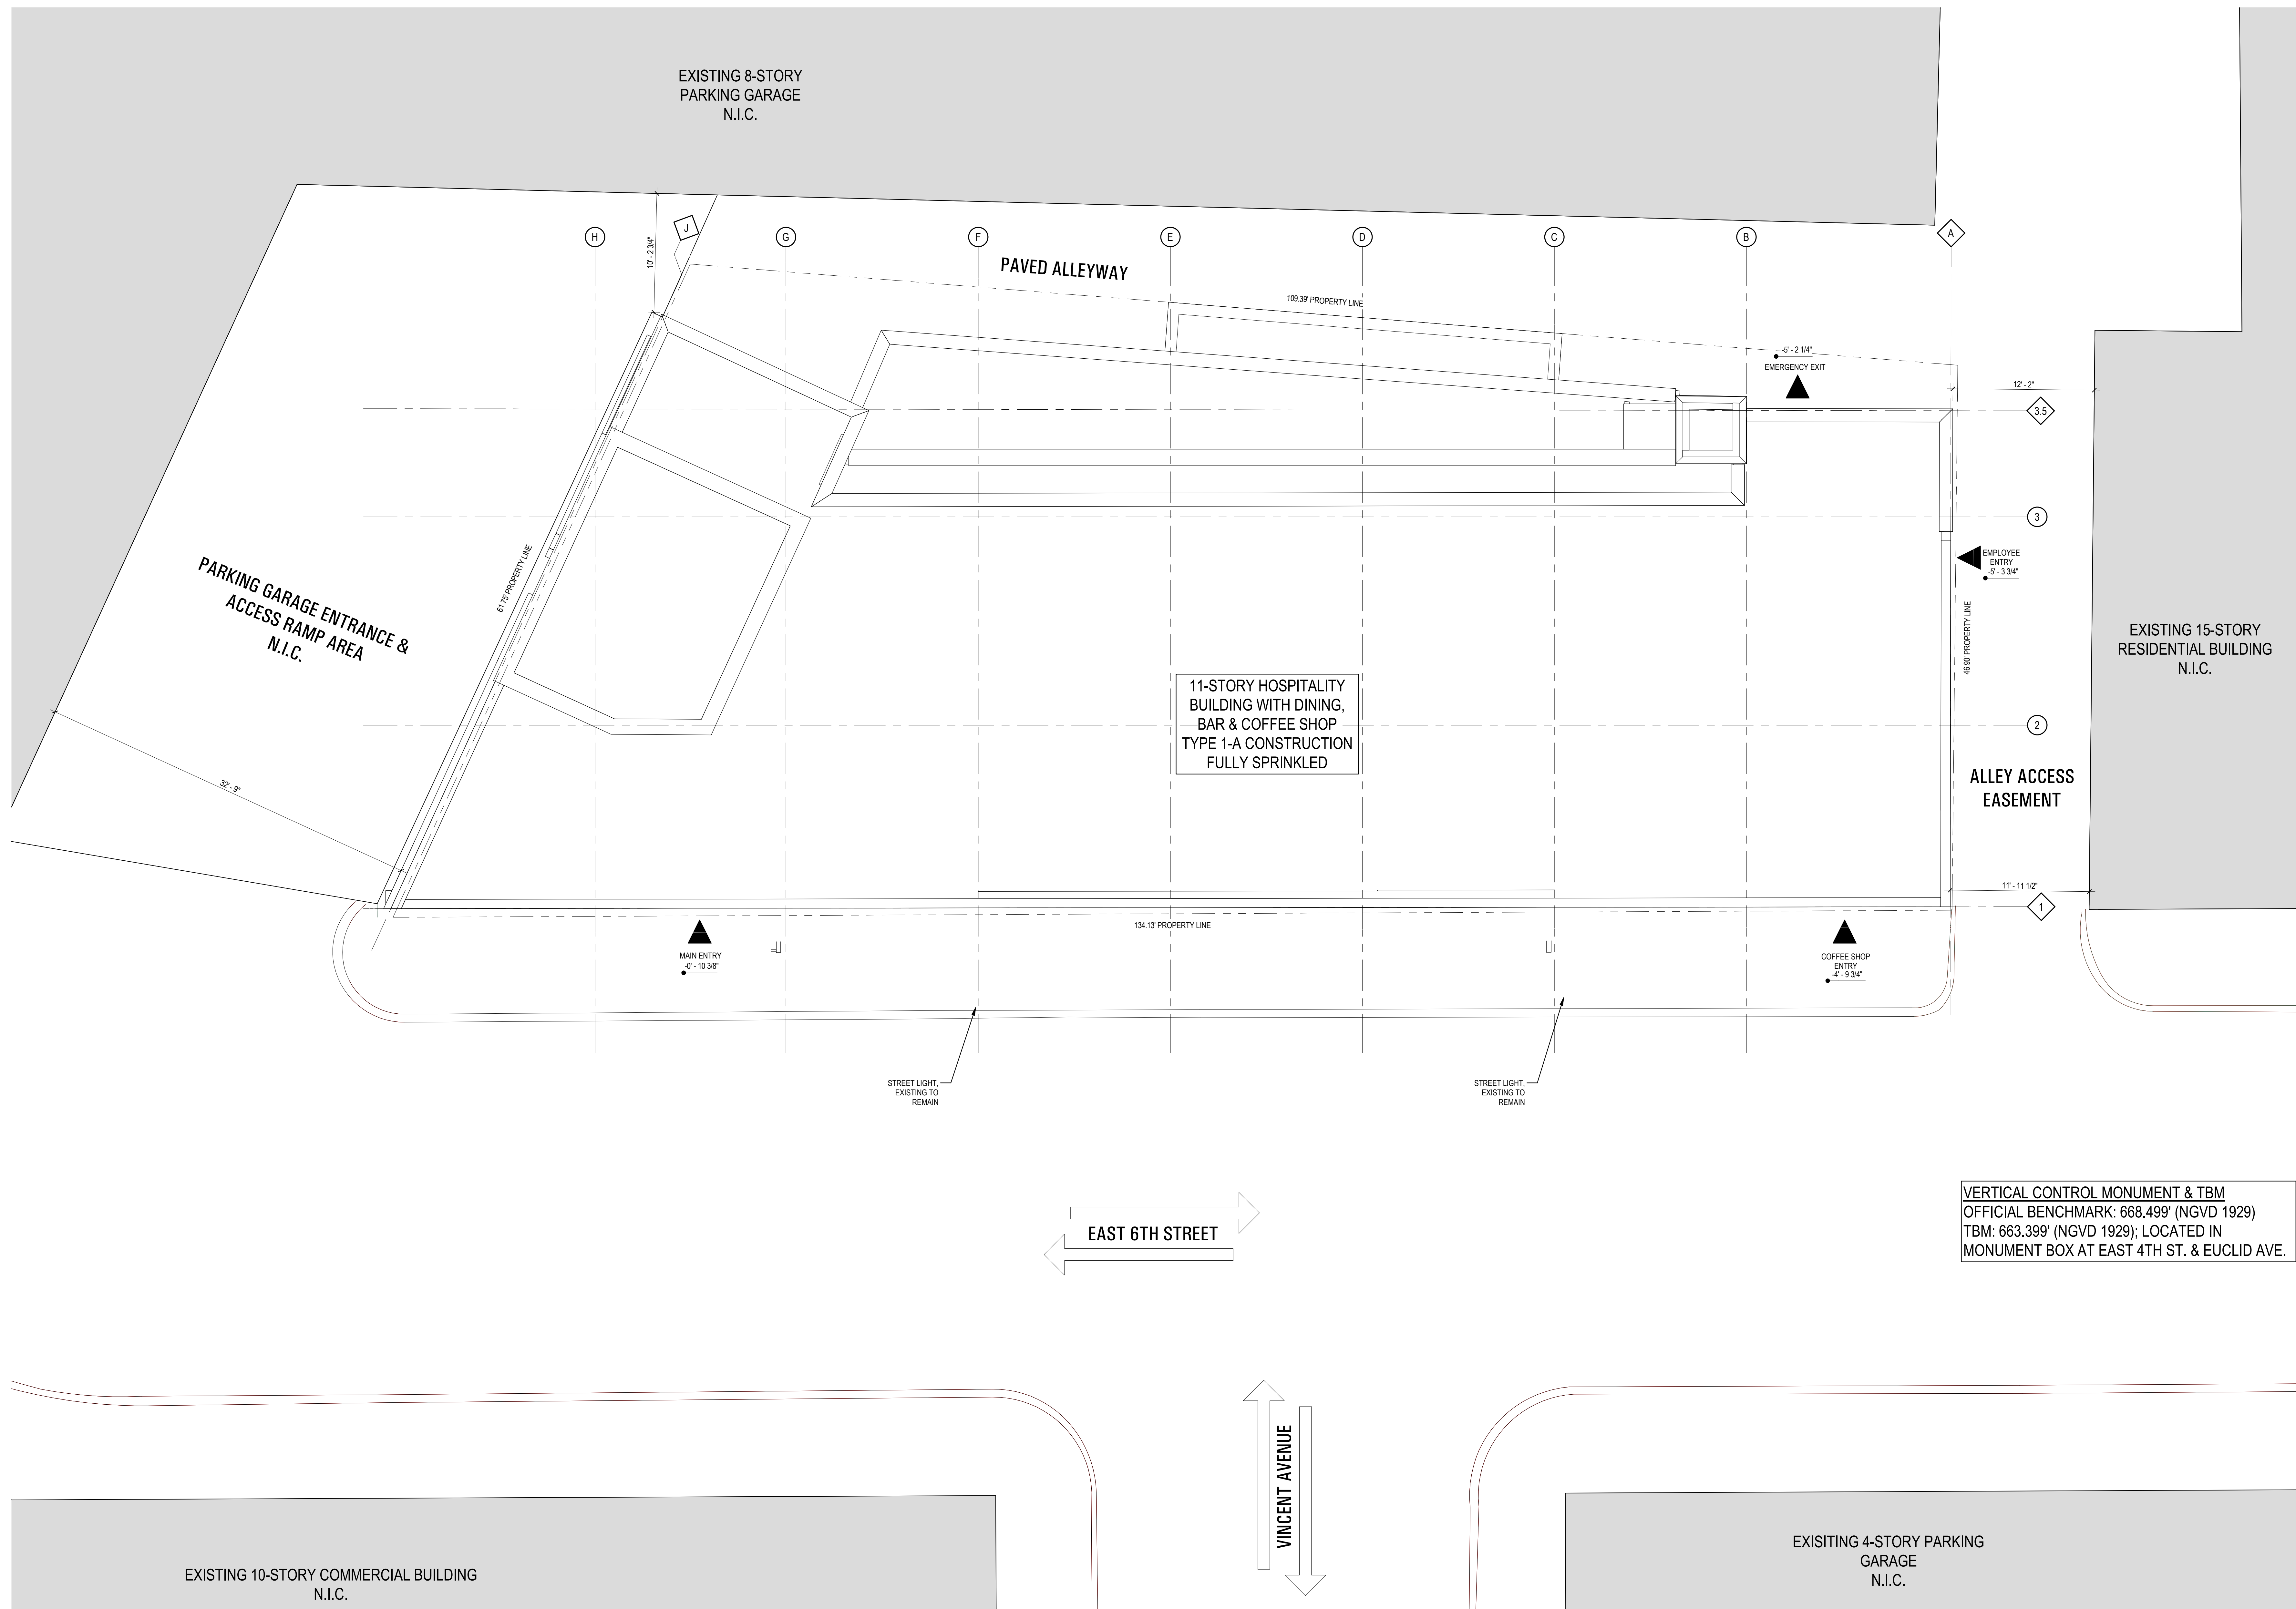 EXISTING 8-STORY
PARKING GARAGE
N.I.C.
H
J
G
F
E
D
C
B
A
10' - 2 3/4"
PAVED ALLEYWAY
109.39' PROPERTY LINE
-5' - 2 1/4"
EMERGENCY EXIT
12' - 2"
3.5
3
EMPLOYEE
ENTRY
-5' - 3 3/4"
61.75' PROPERTY LINE
PARKING GARAGE ENTRANCE &
ACCESS RAMP AREA
N.I.C.
46.90' PROPERTY LINE
EXISTING 15-STORY
RESIDENTIAL BUILDING
N.I.C.
11-STORY HOSPITALITY
BUILDING WITH DINING,
BAR & COFFEE SHOP
TYPE 1-A CONSTRUCTION
FULLY SPRINKLED
2
ALLEY ACCESS
EASEMENT
32' - 9"
11' - 11 1/2"
1
134.13' PROPERTY LINE
MAIN ENTRY
-0' - 10 3/8"
COFFEE SHOP
ENTRY
-4' - 9 3/4"
STREET LIGHT,
EXISTING TO
REMAIN
STREET LIGHT,
EXISTING TO
REMAIN
VERTICAL CONTROL MONUMENT & TBM
OFFICIAL BENCHMARK: 668.499' (NGVD 1929)
TBM: 663.399' (NGVD 1929); LOCATED IN
MONUMENT BOX AT EAST 4TH ST. & EUCLID AVE.
EAST 6TH STREET
VINCENT AVENUE
EXISTING 10-STORY COMMERCIAL BUILDING
N.I.C.
EXISITING 4-STORY PARKING
GARAGE
N.I.C.